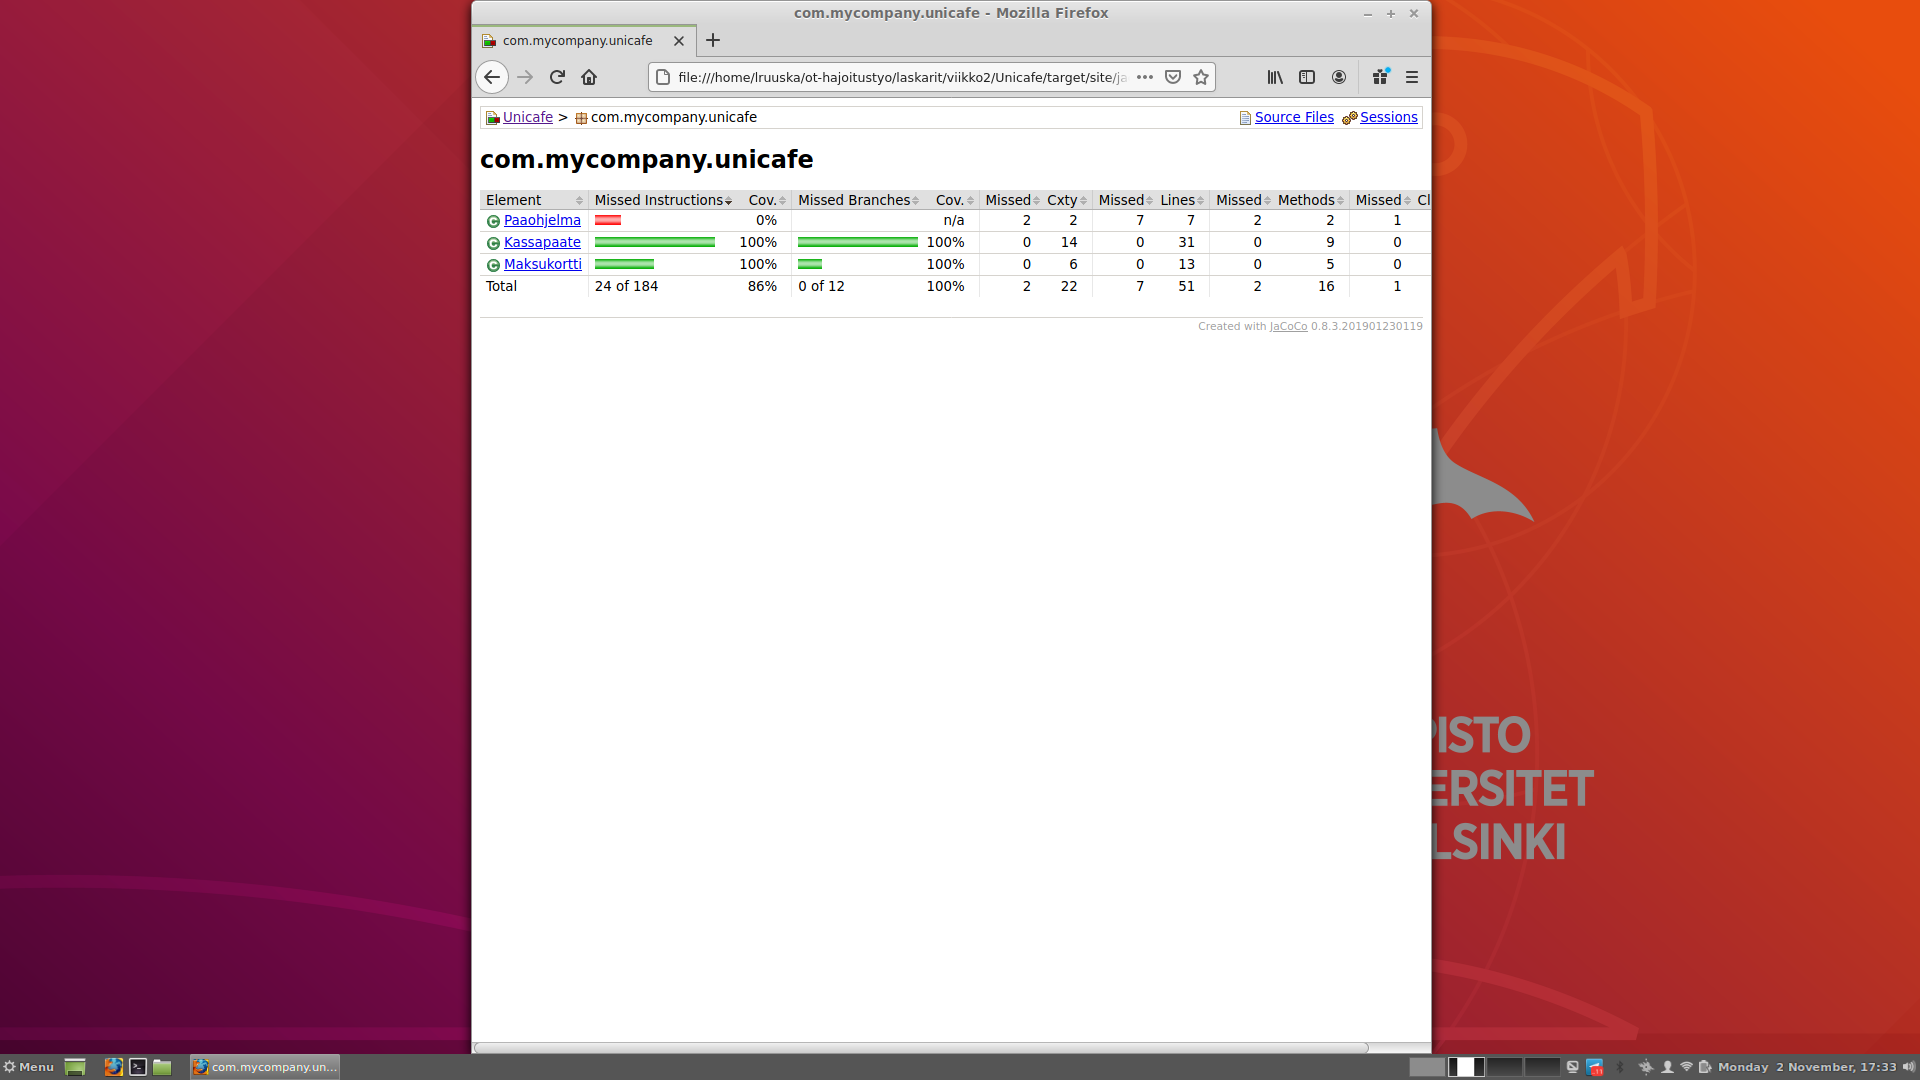 com.mycompany.unicafe - Mozilla Firefox
com.mycompany.unicafe
file:///home/lruuska/ot-hajoitustyo/laskarit/viikko2/Unicafe/target/site/ja
Unicafe > com.mycompany.unicafe Source Files Sessions
com.mycompany.unicafe
Element Missed Instructions Cov. Missed Branches Cov. Missed Cxty Missed Lines Missed Methods Missed Cl
Paaohjelma 0% n/a 2 2 7 7 2 2 1
Kassapaate 100% 100% 0 14 0 31 0 9 0
Maksukortti 100% 100% 0 6 0 13 0 5 0
Total 24 of 184 86% 0 of 12 100% 2 22 7 51 2 16 1
Created with JaCoCo 0.8.3.201901230119
PISTO
ERSITET
LSINKI
Menu com.mycompany.un... Monday 2 November, 17:33